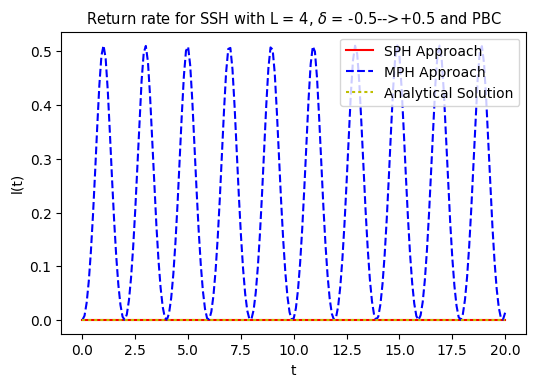 Return rate for SSH with L = 4, δ = -0.5-->+0.5 and PBC
SPH Approach
MPH Approach
Analytical Solution
0.5
0.4
0.3
0.2
0.1
0.0
l(t)
0.0 2.5 5.0 7.5 10.0 12.5 15.0 17.5 20.0
t